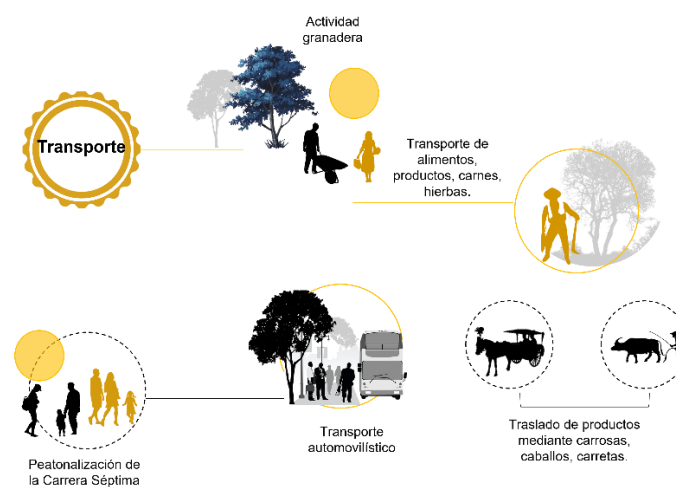 Actividad
granadera
Transporte
Transporte de
alimentos,
productos, carnes,
hierbas.
Transporte
automovilístico
Traslado de productos
mediante carrosas,
caballos, carretas.
Peatonalización de
la Carrera Séptima